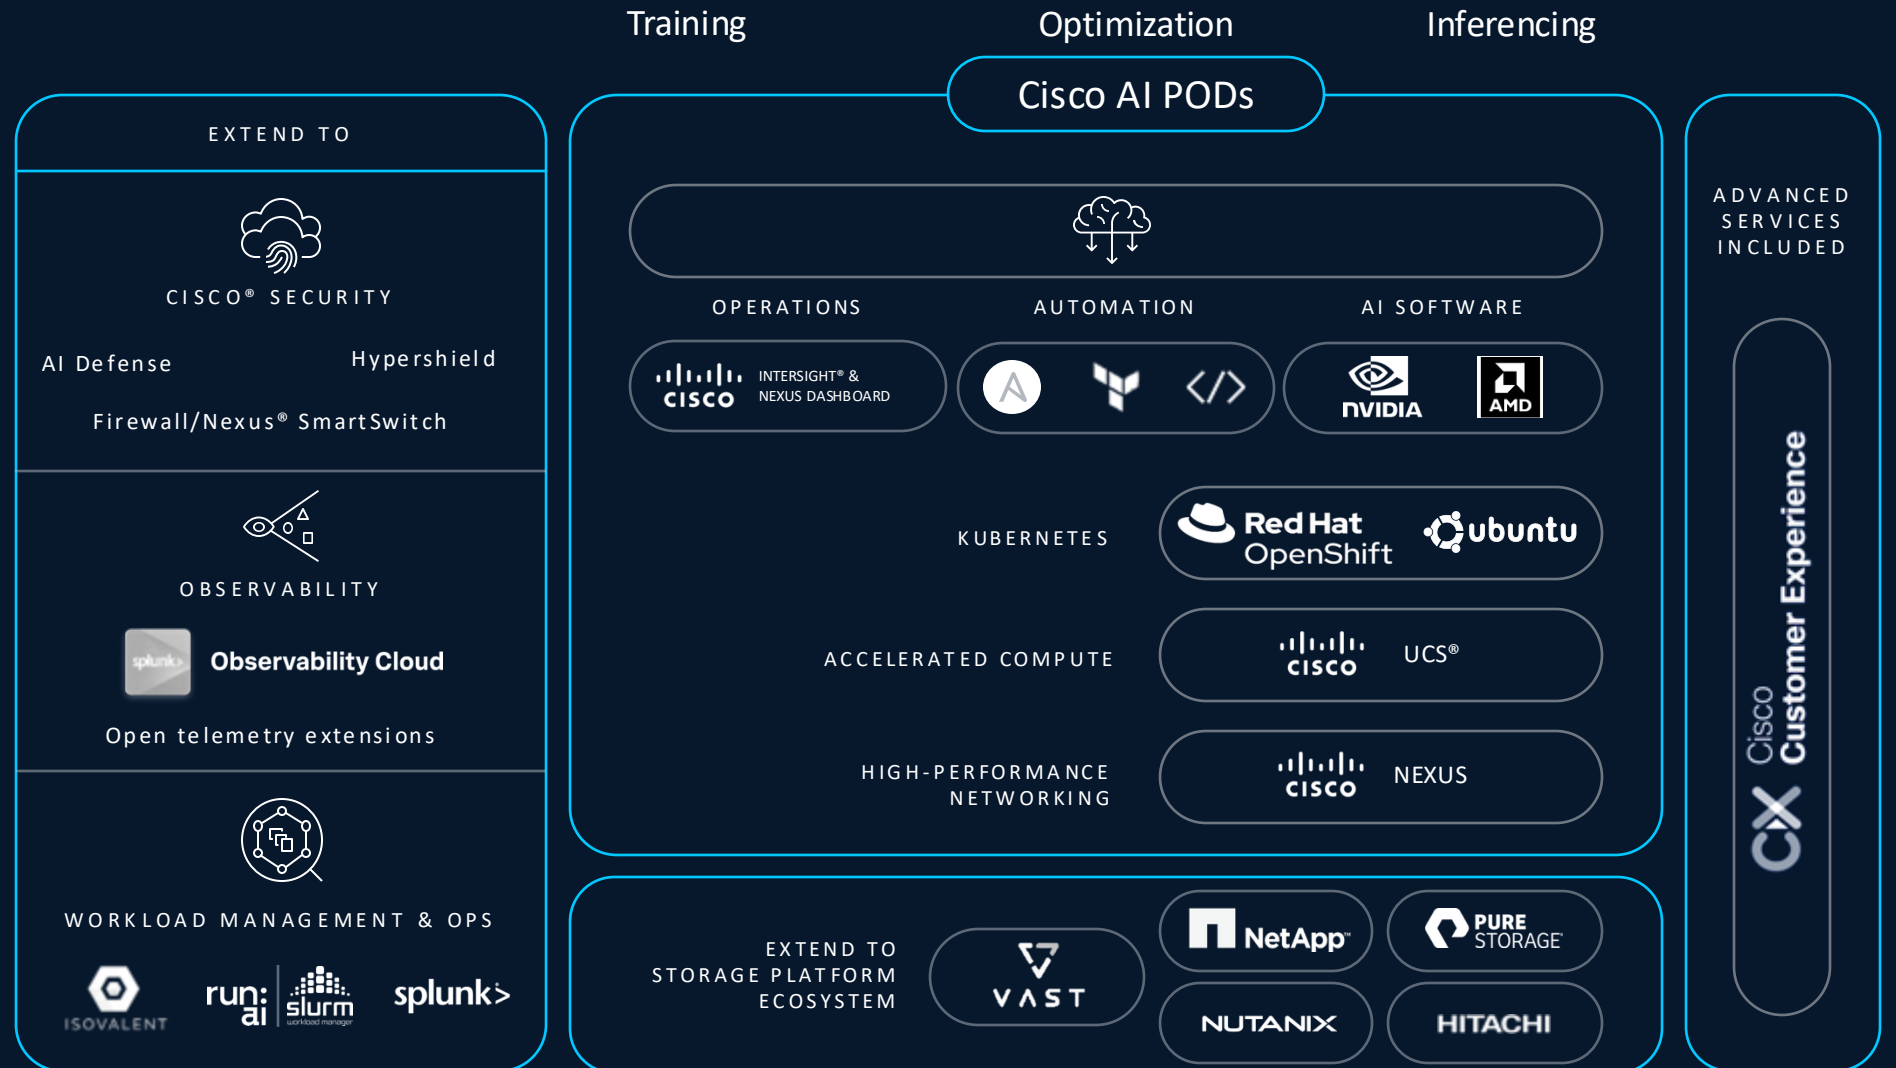 Training
Optimization
Inferencing
Cisco AI PODs
EXTEND TO
CISCO® SECURITY
AI Defense
Hypershield
Firewall/Nexus® SmartSwitch
OBSERVABILITY
splunk>
Observability Cloud
Open telemetry extensions
WORKLOAD MANAGEMENT & OPS
ISOVALENT
run:
ai
slurm
workload manager
splunk>
OPERATIONS
CISCO
INTERSIGHT® &
NEXUS DASHBOARD
AUTOMATION
A
</>
AI SOFTWARE
NVIDIA
AMD
KUBERNETES
Red Hat
OpenShift
ubuntu
ACCELERATED COMPUTE
CISCO
UCS®
HIGH-PERFORMANCE
NETWORKING
CISCO
NEXUS
EXTEND TO
STORAGE PLATFORM
ECOSYSTEM
VAST
NetApp™
PURE
STORAGE®
NUTANIX
HITACHI
ADVANCED
SERVICES
INCLUDED
CX
Cisco
Customer Experience